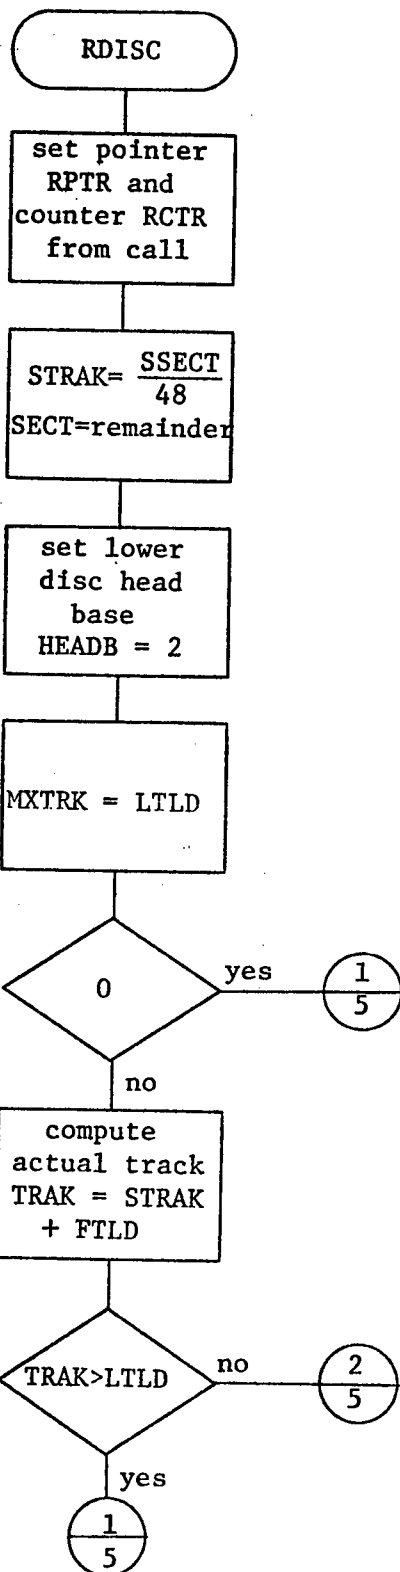 RDISC
set pointer
RPTR and
counter RCTR
from call
STRAK= SSECT
48
SECT=remainder
set lower
disc head
base
HEADB = 2
MXTRK = LTLD
0
yes
1
5
no
compute
actual track
TRAK = STRAK
+ FTLD
TRAK>LTLD
no
2
5
yes
1
5